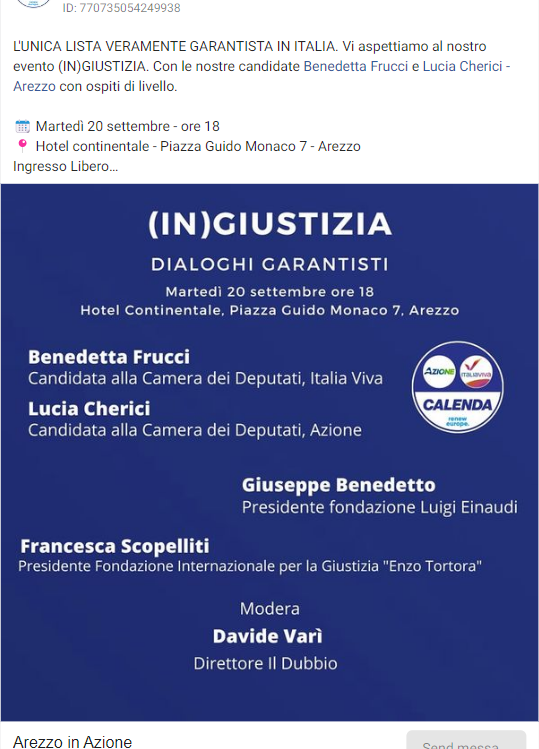 ID: 770735054249938
L'UNICA LISTA VERAMENTE GARANTISTA IN ITALIA. Vi aspettiamo al nostro
evento (IN)GIUSTIZIA. Con le nostre candidate Benedetta Frucci e Lucia Cherici -
Arezzo con ospiti di livello.
Martedì 20 settembre - ore 18
Hotel continentale - Piazza Guido Monaco 7 - Arezzo
Ingresso Libero…
(IN)GIUSTIZIA
DIALOGHI GARANTISTI
Martedì 20 settembre ore 18
Hotel Continentale, Piazza Guido Monaco 7, Arezzo
Benedetta Frucci
Candidata alla Camera dei Deputati, Italia Viva
Lucia Cherici
Candidata alla Camera dei Deputati, Azione
AZIONE
ITALIAVIVA
CALENDA
renew
europe.
Giuseppe Benedetto
Presidente fondazione Luigi Einaudi
Francesca Scopelliti
Presidente Fondazione Internazionale per la Giustizia "Enzo Tortora"
Modera
Davide Varì
Direttore Il Dubbio
Arezzo in Azione
Send messa